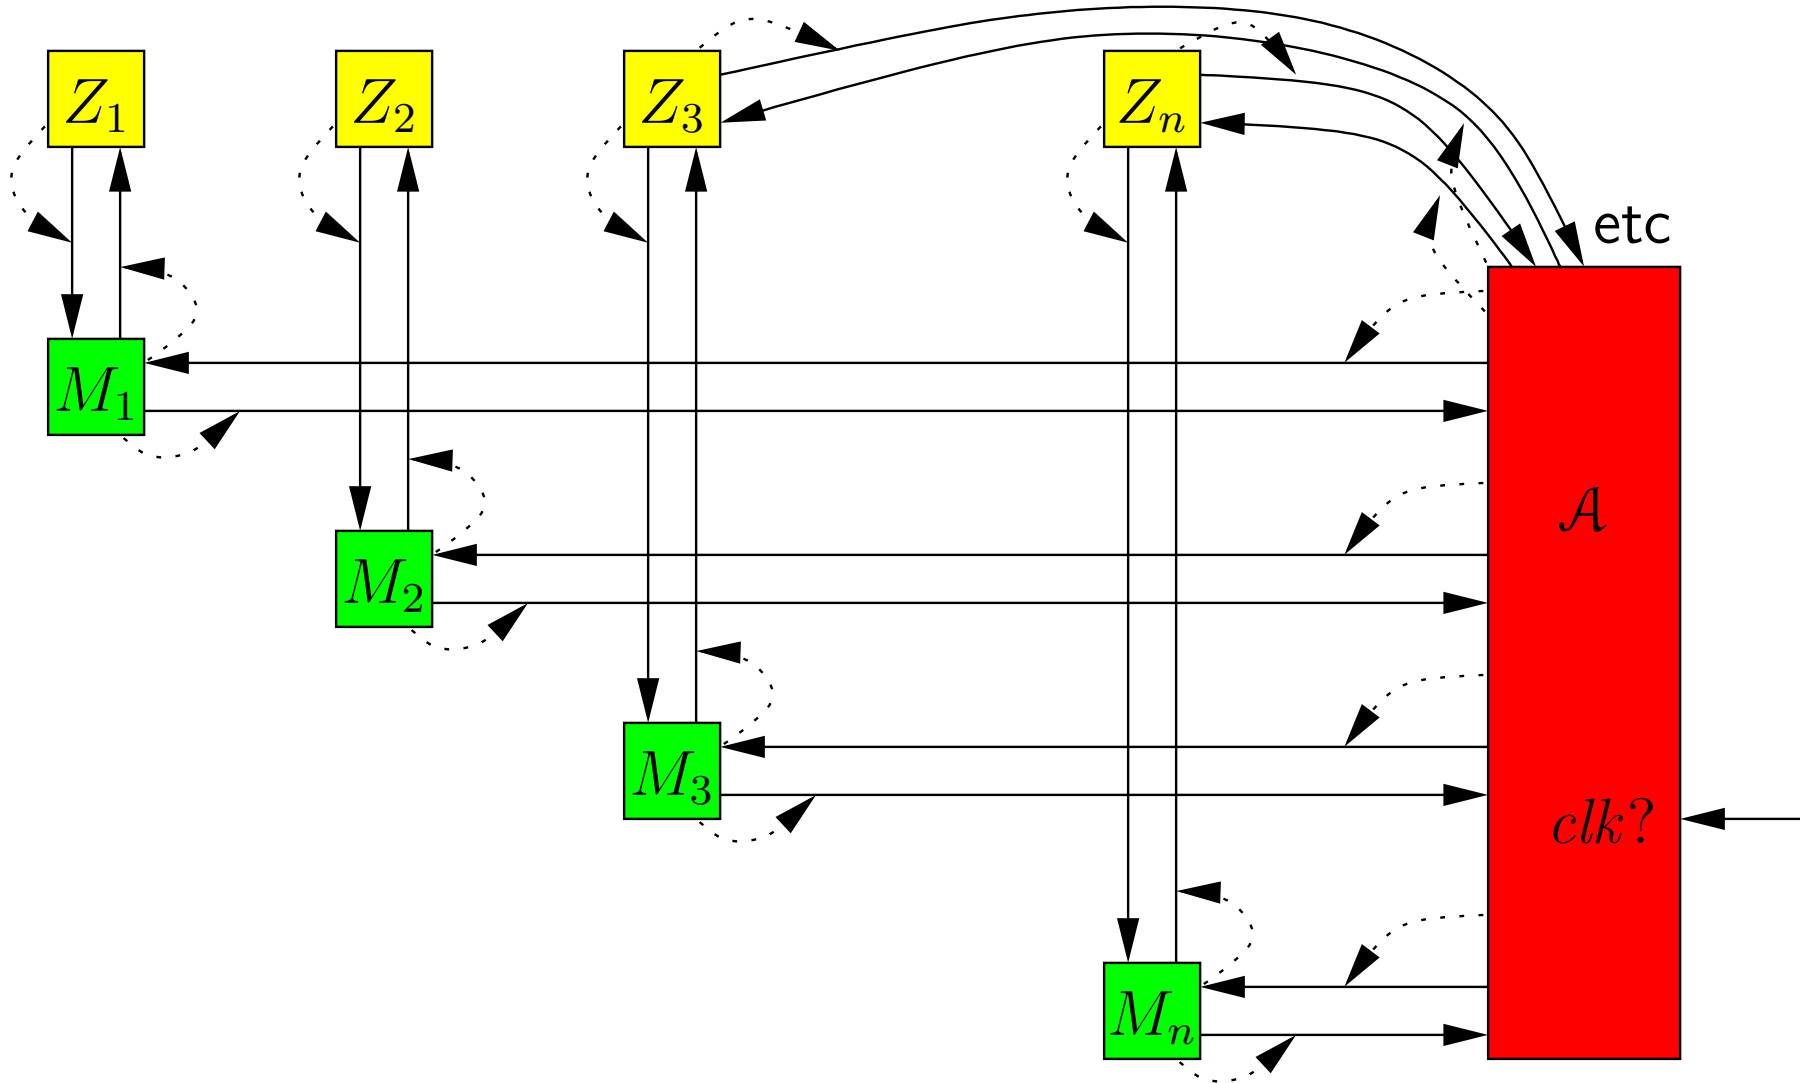 Z₁ Z₂ Z₃ Zₙ
etc
M₁
𝒜
M₂
M₃
clk?
Mₙ